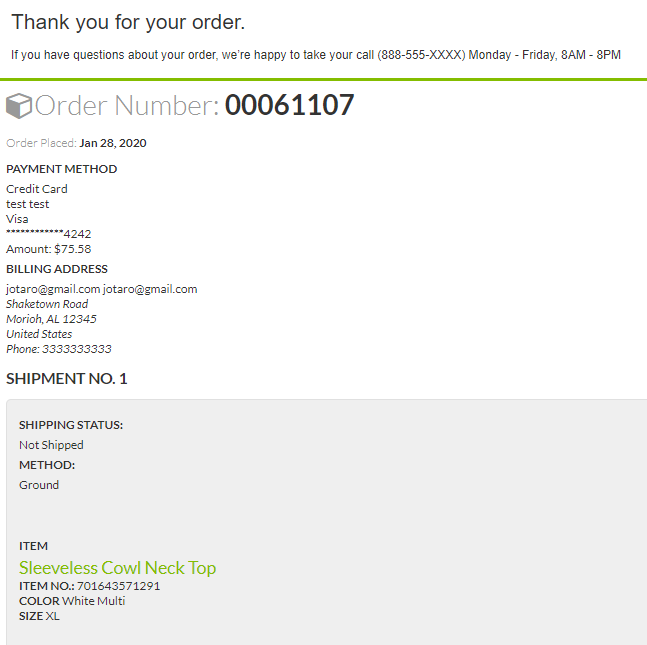 Thank you for your order.
If you have questions about your order, we're happy to take your call (888-555-XXXX) Monday - Friday, 8AM - 8PM
Order Number: 00061107
Order Placed: Jan 28, 2020
PAYMENT METHOD
Credit Card
test test
Visa
************4242
Amount: $75.58
BILLING ADDRESS
jotaro@gmail.com jotaro@gmail.com
Shaketown Road
Morioh, AL 12345
United States
Phone: 3333333333
SHIPMENT NO. 1
SHIPPING STATUS:
Not Shipped
METHOD:
Ground
ITEM
Sleeveless Cowl Neck Top
ITEM NO.: 701643571291
COLOR White Multi
SIZE XL